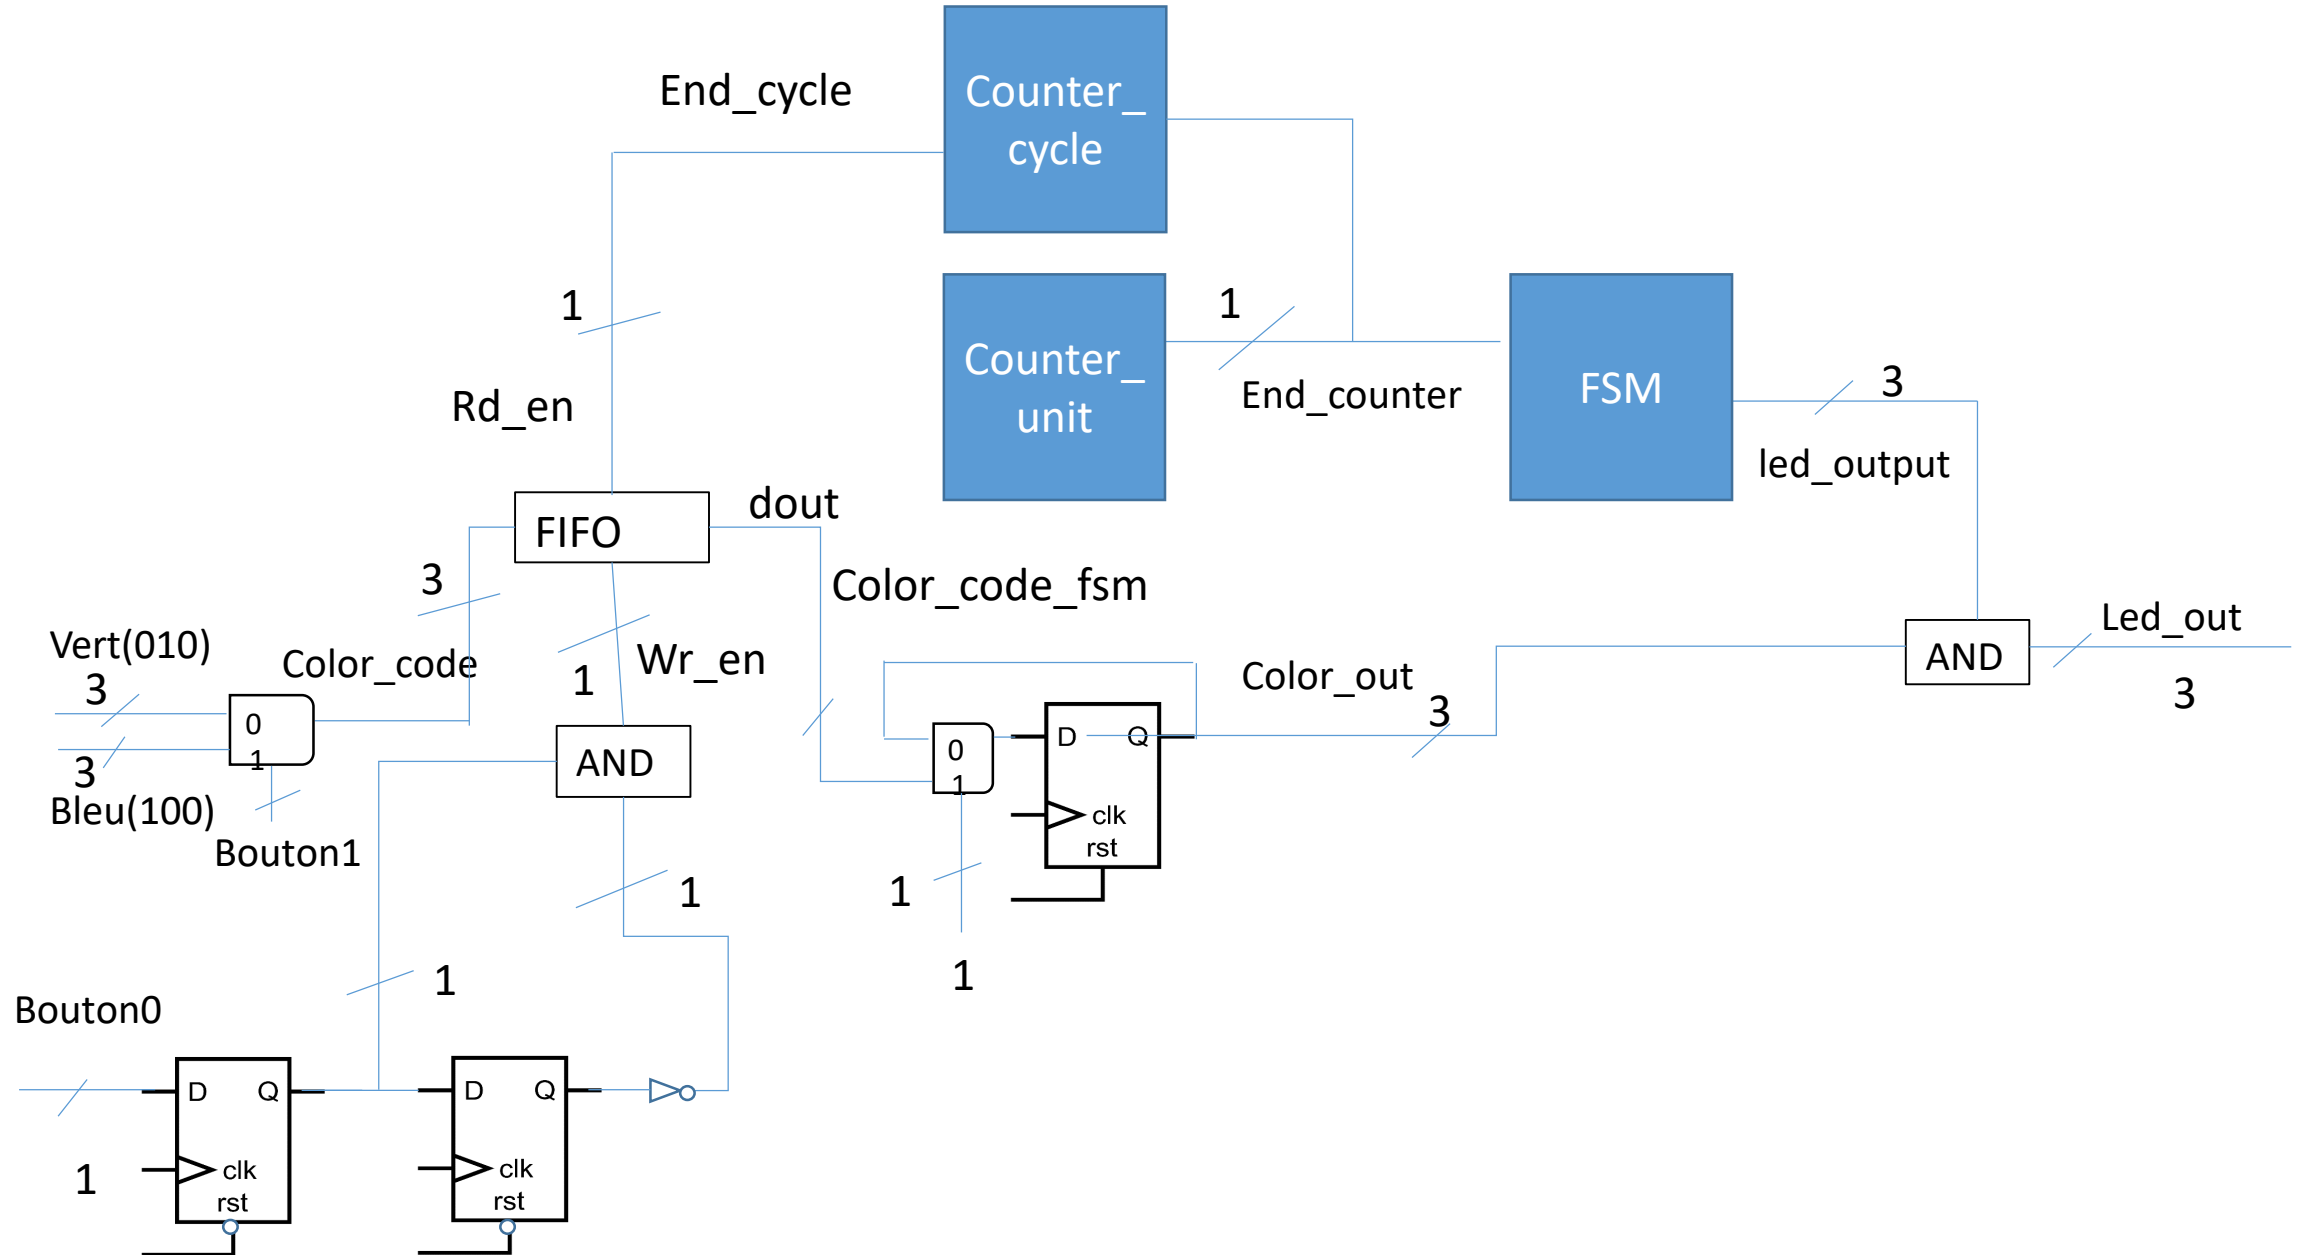 End_cycle
Counter_
cycle
1
Rd_en
Counter_
unit
1
End_counter
FSM
3
led_output
FIFO
dout
Color_code_fsm
3
Vert(010)
3
Color_code
1
Wr_en
0
1
3
Bleu(100)
Bouton1
AND
1
1
Bouton0
D Q
clk
rst
1
D Q
clk
rst
0
1
1
1
D Q
clk
rst
Color_out
3
AND
Led_out
3